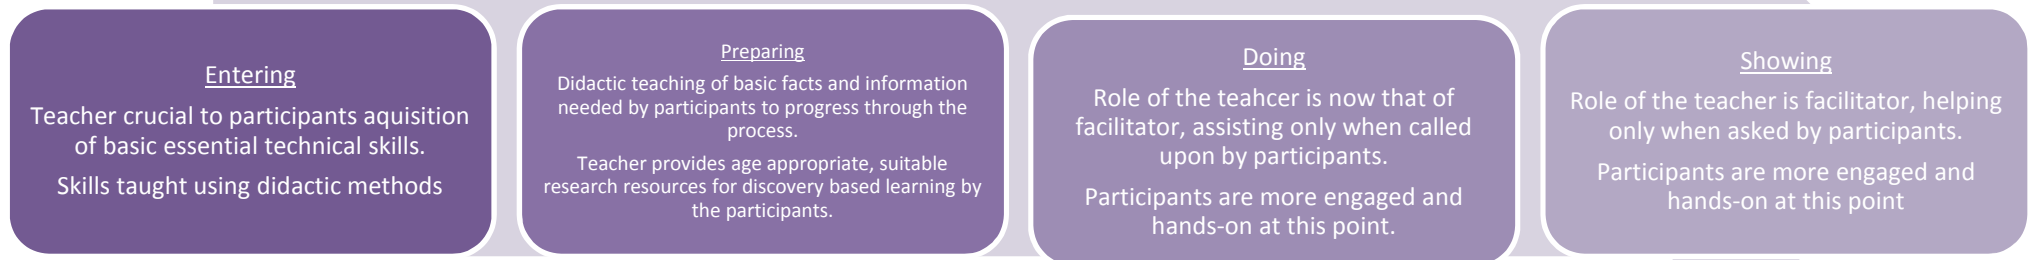 Entering
Teacher crucial to participants aquisition
of basic essential technical skills.
Skills taught using didactic methods
Preparing
Didactic teaching of basic facts and information
needed by participants to progress through the
process.
Teacher provides age appropriate, suitable
research resources for discovery based learning by
the participants.
Doing
Role of the teahcer is now that of
facilitator, assisting only when called
upon by participants.
Participants are more engaged and
hands-on at this point.
Showing
Role of the teacher is facilitator, helping
only when asked by participants.
Participants are more engaged and
hands-on at this point